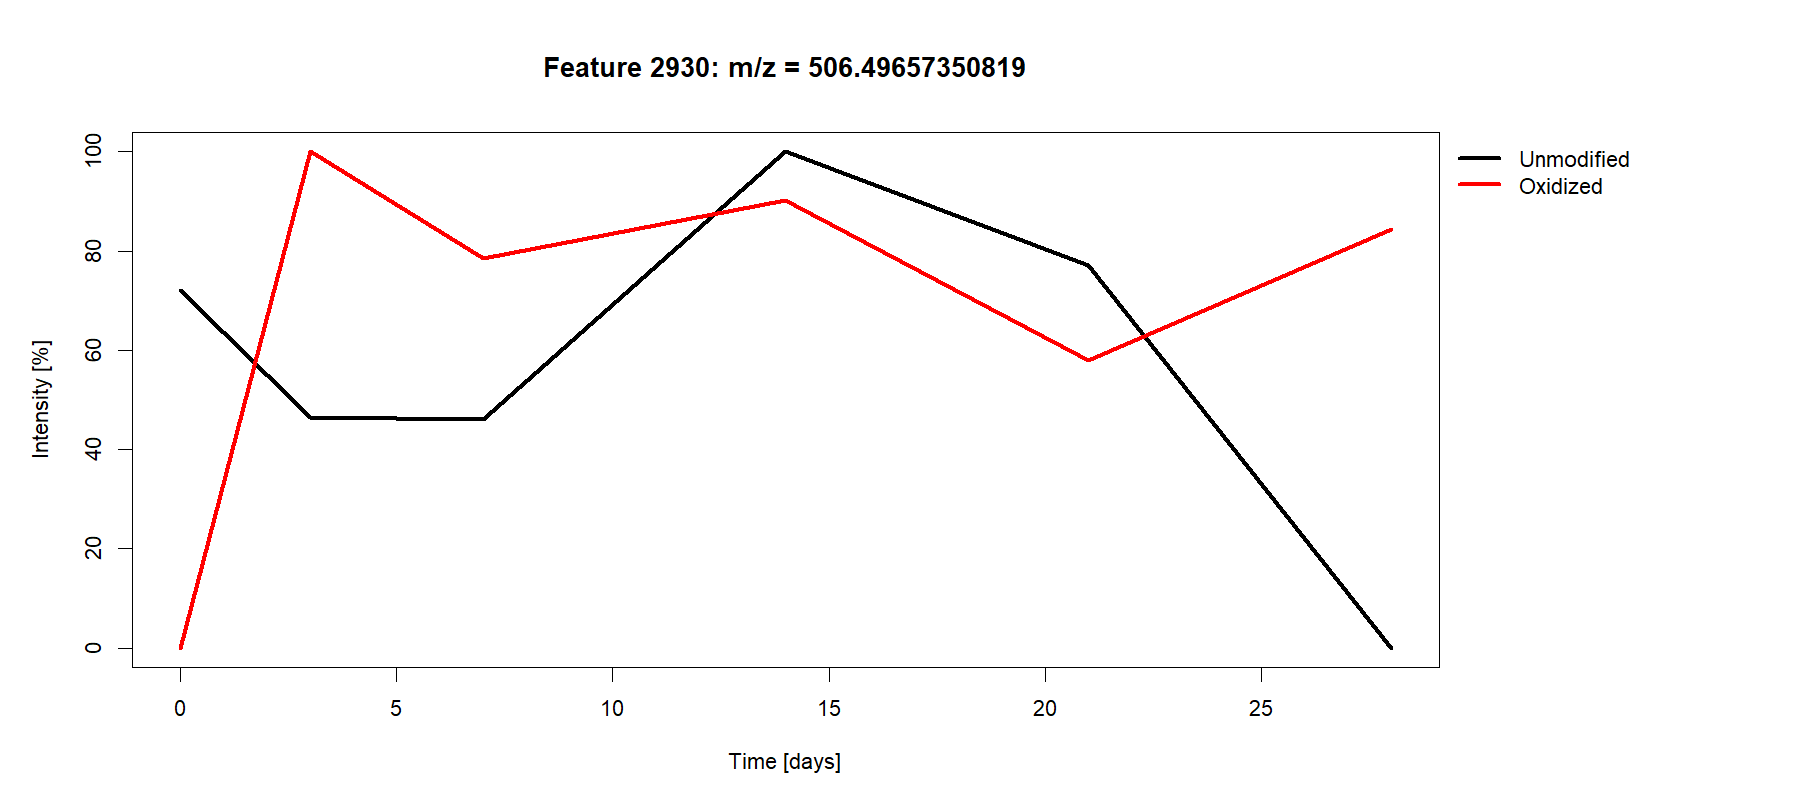 Feature 2930: m/z = 506.49657350819
Unmodified
Oxidized
Intensity [%]
100
80
60
40
20
0
0 5 10 15 20 25
Time [days]